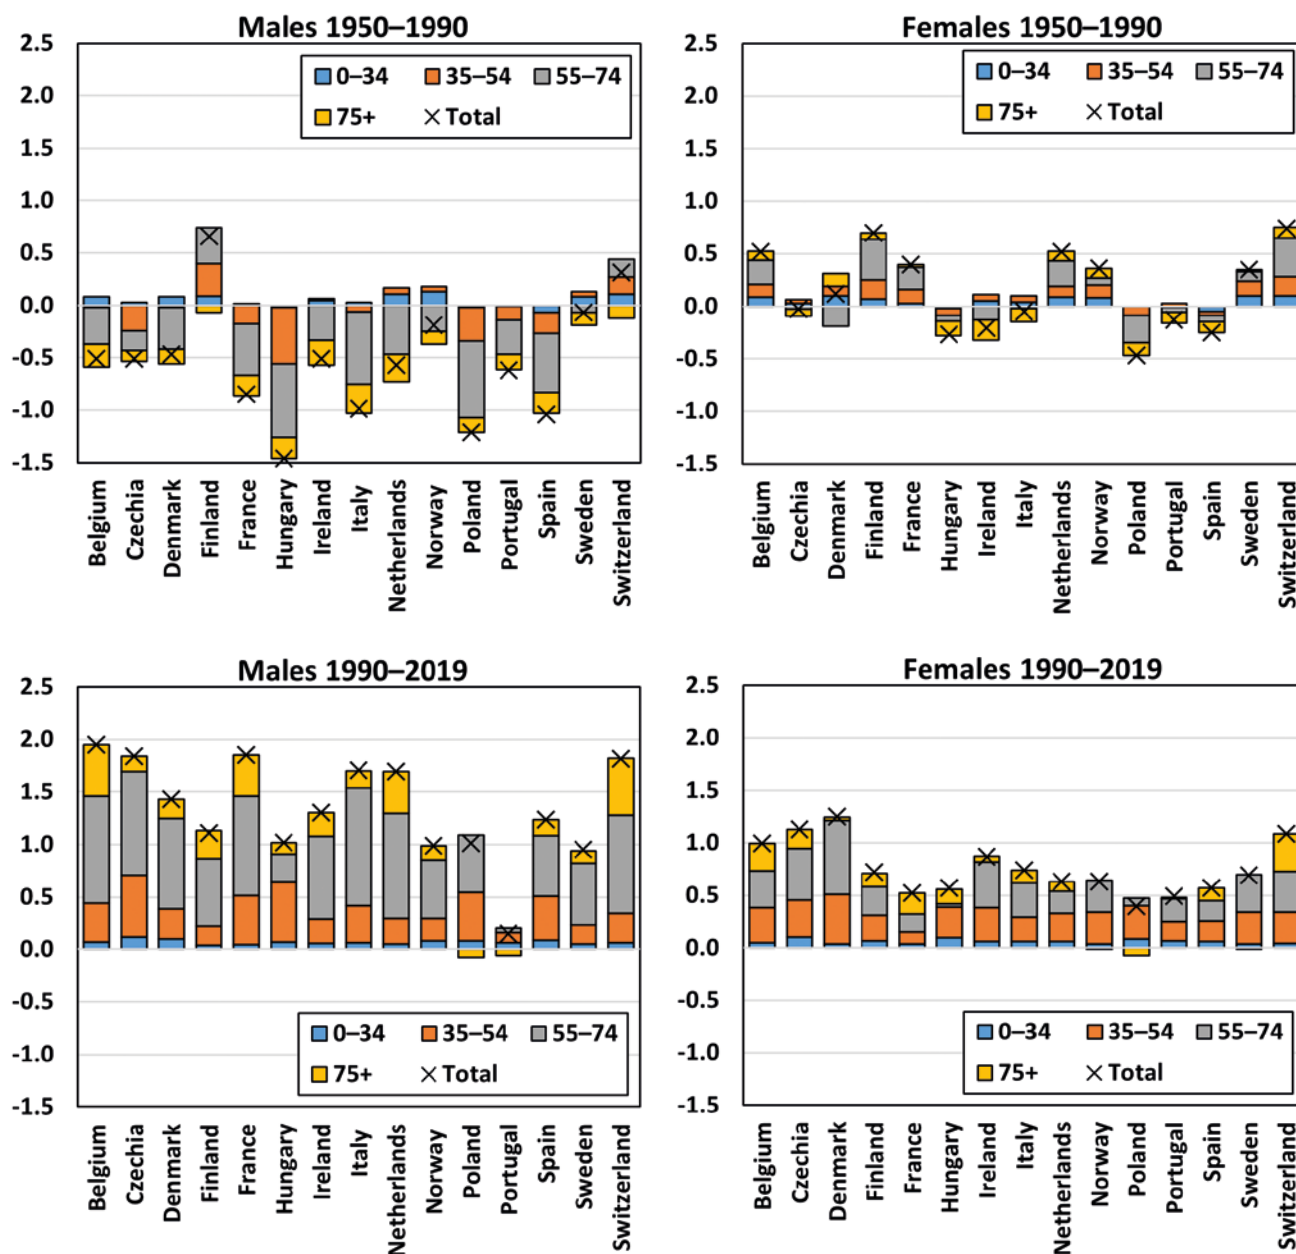 Males 1950–1990
2.5
2.0
1.5
1.0
0.5
0.0
-0.5
-1.0
-1.5
0–34 35–54 55–74
75+ Total
Belgium
Czechia
Denmark
Finland
France
Hungary
Ireland
Italy
Netherlands
Norway
Poland
Portugal
Spain
Sweden
Switzerland
Females 1950–1990
2.5
2.0
1.5
1.0
0.5
0.0
-0.5
-1.0
-1.5
0–34 35–54 55–74
75+ Total
Belgium
Czechia
Denmark
Finland
France
Hungary
Ireland
Italy
Netherlands
Norway
Poland
Portugal
Spain
Sweden
Switzerland
Males 1990–2019
2.5
2.0
1.5
1.0
0.5
0.0
-0.5
-1.0
-1.5
0–34 35–54 55–74
75+ Total
Belgium
Czechia
Denmark
Finland
France
Hungary
Ireland
Italy
Netherlands
Norway
Poland
Portugal
Spain
Sweden
Switzerland
Females 1990–2019
2.5
2.0
1.5
1.0
0.5
0.0
-0.5
-1.0
-1.5
0–34 35–54 55–74
75+ Total
Belgium
Czechia
Denmark
Finland
France
Hungary
Ireland
Italy
Netherlands
Norway
Poland
Portugal
Spain
Sweden
Switzerland